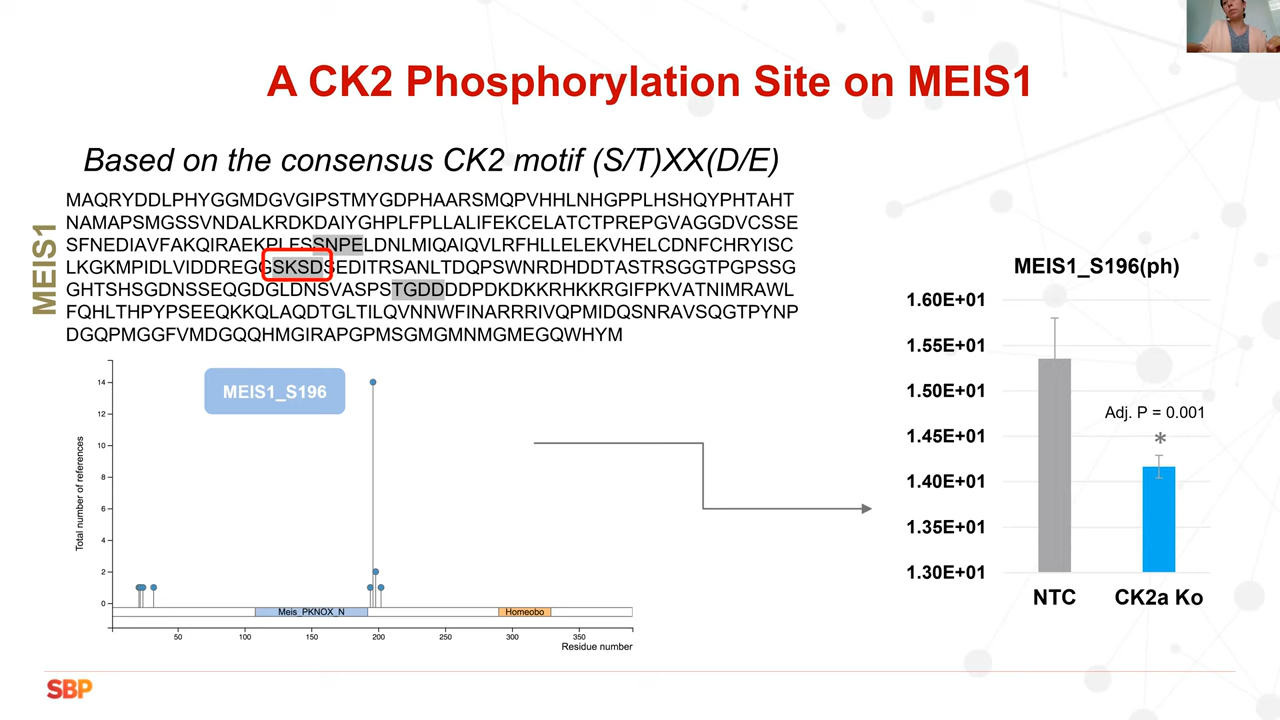 A CK2 Phosphorylation Site on MEIS1
Based on the consensus CK2 motif (S/T)XX(D/E)
MEIS1
MAQRYDDLPHYGGMDGVGIPSTMYGDPHAARSMQPVHHLNHGPPLHSHQYPHTAHT
NAMAPSMGSSVNDALKRDKDAIYGHPLFPLLALIFEKCELATCTPREPGVAGGDVCSSE
SFNEDIAVFAKQIRAEKPLFSSNPELDNLMIQAIQVLRFHLLELEKVHELCDNFCHRYISC
LKGKMPIDLVIDDREGGSKSDSEDITRSANLTDQPSWNRDHDDTASTRSGGTPGPSSG
GHTSHSGDNSSEQGDGLDNSVASPSTGDDDDPDKDKKRHKKRGIFPKVATNIMRAWL
FQHLTHPYPSEEQKKQLAQDTGLTILQVNNWFINARRRIVQPMIDQSNRAVSQGTPYNP
DGQPMGGFVMDGQQHMGIRAPGPMSGMGMNMGMEGQWHYM
MEIS1_S196
Total number of references
14
12
10
8
6
4
2
0
Meis_PKNOX_N
Homeobo
50
100
150
200
250
300
350
Residue number
MEIS1_S196(ph)
1.60E+01
1.55E+01
1.50E+01
1.45E+01
1.40E+01
1.35E+01
1.30E+01
Adj. P = 0.001
*
NTC
CK2a Ko
SBP